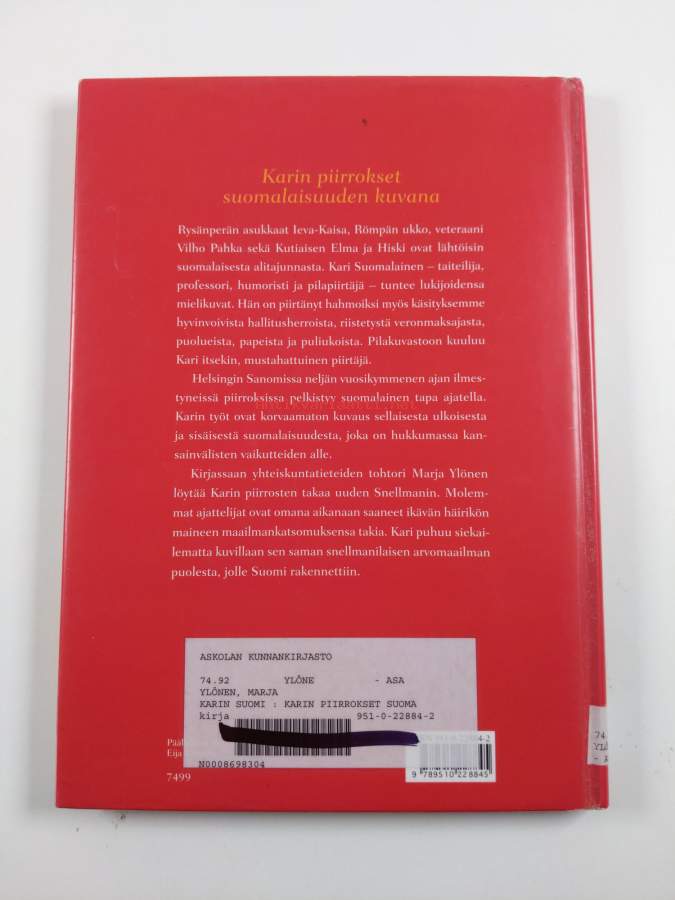 Karin piirrokset
suomalaisuuden kuvana
Rysänperän asukkaat Ieva-Kaisa, Römpän ukko, veteraani
Vilho Pahka sekä Kutiaisen Elma ja Hiski ovat lähtöisin
suomalaisesta alitajunnasta. Kari Suomalainen – taiteilija,
professori, humoristi ja pilapiirtäjä – tuntee lukijoidensa
mielikuvat. Hän on piirtänyt hahmoiksi myös käsityksemme
hyvinvoivista hallitusherroista, riistetystä veronmaksajasta,
puolueista, papeista ja puliukoista. Pilakuvastoon kuuluu
Kari itsekin, mustahattuinen piirtäjä.
Helsingin Sanomissa neljän vuosikymmenen ajan ilmes-
tyneissä piirroksissa pelkistyy suomalainen tapa ajatella.
Karin työt ovat korvaamaton kuvaus sellaisesta ulkoisesta
ja sisäisestä suomalaisuudesta, joka on hukkumassa kan-
sainvälisten vaikutteiden alle.
Kirjassaan yhteiskuntatieteiden tohtori Marja Ylönen
löytää Karin piirrosten takaa uuden Snellmanin. Molem-
mat ajattelijat ovat omana aikanaan saaneet ikävän häirikön
maineen maailmankatsomuksensa takia. Kari puhuu siekai-
lematta kuvillaan sen saman snellmanilaisen arvomaailman
puolesta, jolle Suomi rakennettiin.
ASKOLAN KUNNANKIRJASTO
74.92 YLÖNE - ASA
YLÖNEN, MARJA
KARIN SUOMI : KARIN PIIRROKSET SUOMA
kirja 951-0-22884-2
N0008698304
Eija
7499
9 789510 228845
74
YLÖ